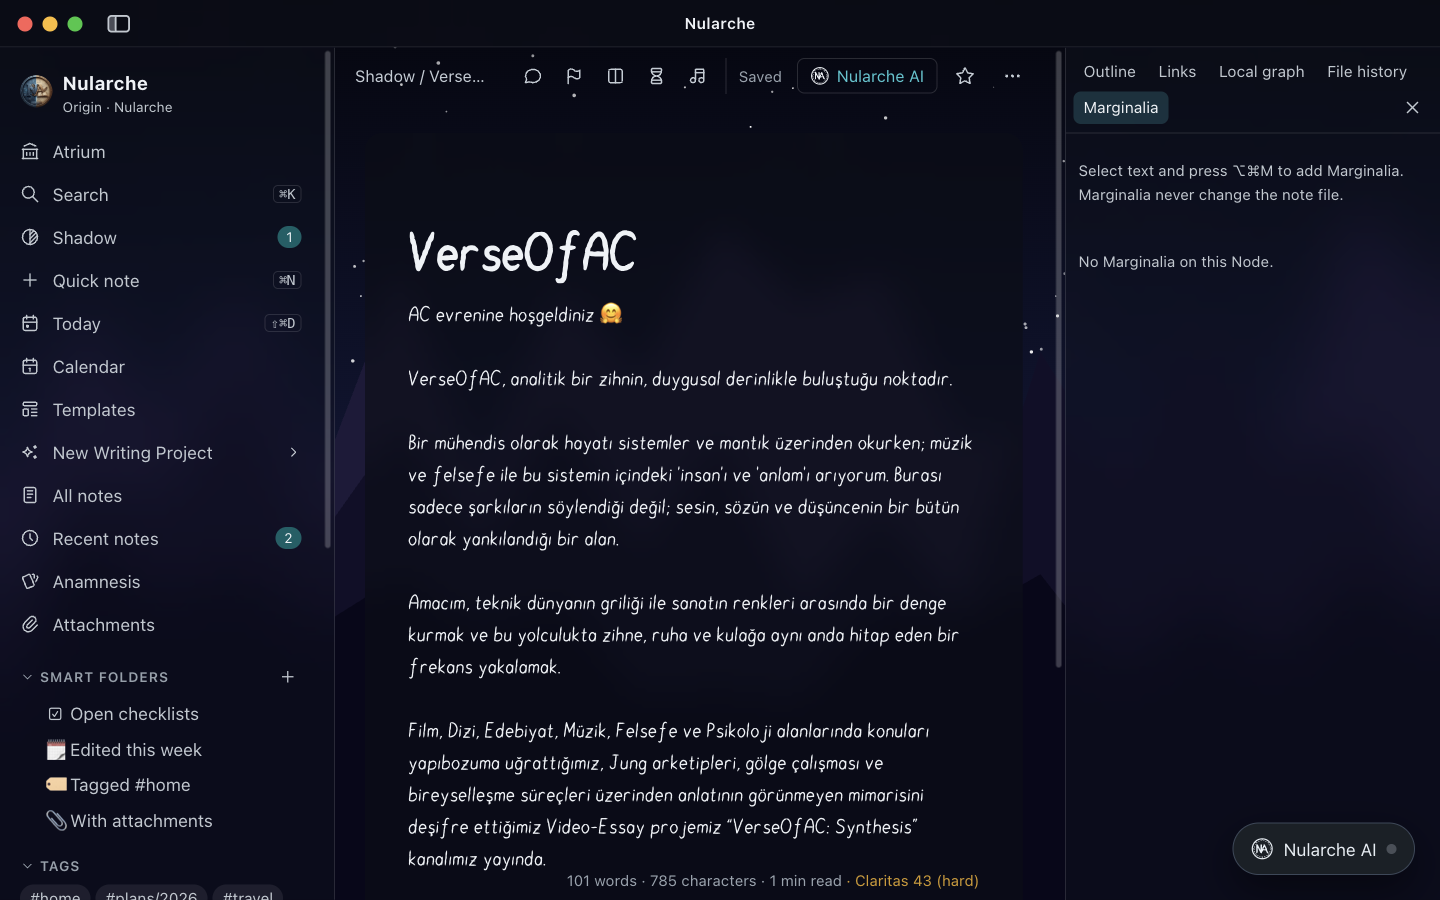 Nularche
Nularche
Origin · Nularche
Atrium
Search ⌘K
Shadow 1
Quick note ⌘N
Today ⇧⌘D
Calendar
Templates
New Writing Project
All notes
Recent notes 2
Anamnesis
Attachments
SMART FOLDERS
Open checklists
Edited this week
Tagged #home
With attachments
TAGS
#home #plans/2026 #travel
Shadow / Verse...
Saved
Nularche AI
VerseOfAC
AC evrenine hoşgeldiniz 🤗
VerseOfAC, analitik bir zihnin, duygusal derinlikle buluştuğu noktadır.
Bir mühendis olarak hayatı sistemler ve mantık üzerinden okurken; müzik
ve felsefe ile bu sistemin içindeki 'insan'ı ve 'anlam'ı arıyorum. Burası
sadece şarkıların söylendiği değil; sesin, sözün ve düşüncenin bir bütün
olarak yankılandığı bir alan.
Amacım, teknik dünyanın griliği ile sanatın renkleri arasında bir denge
kurmak ve bu yolculukta zihne, ruha ve kulağa aynı anda hitap eden bir
frekans yakalamak.
Film, Dizi, Edebiyat, Müzik, Felsefe ve Psikoloji alanlarında konuları
yapıbozuma uğrattığımız, Jung arketipleri, gölge çalışması ve
bireyselleşme süreçleri üzerinden anlatının görünmeyen mimarisini
deşifre ettiğimiz Video-Essay projemiz “VerseOfAC: Synthesis”
kanalımız yayında.
101 words · 785 characters · 1 min read · Claritas 43 (hard)
Outline Links Local graph File history
Marginalia
Select text and press ⌥⌘M to add Marginalia.
Marginalia never change the note file.
No Marginalia on this Node.
Nularche AI